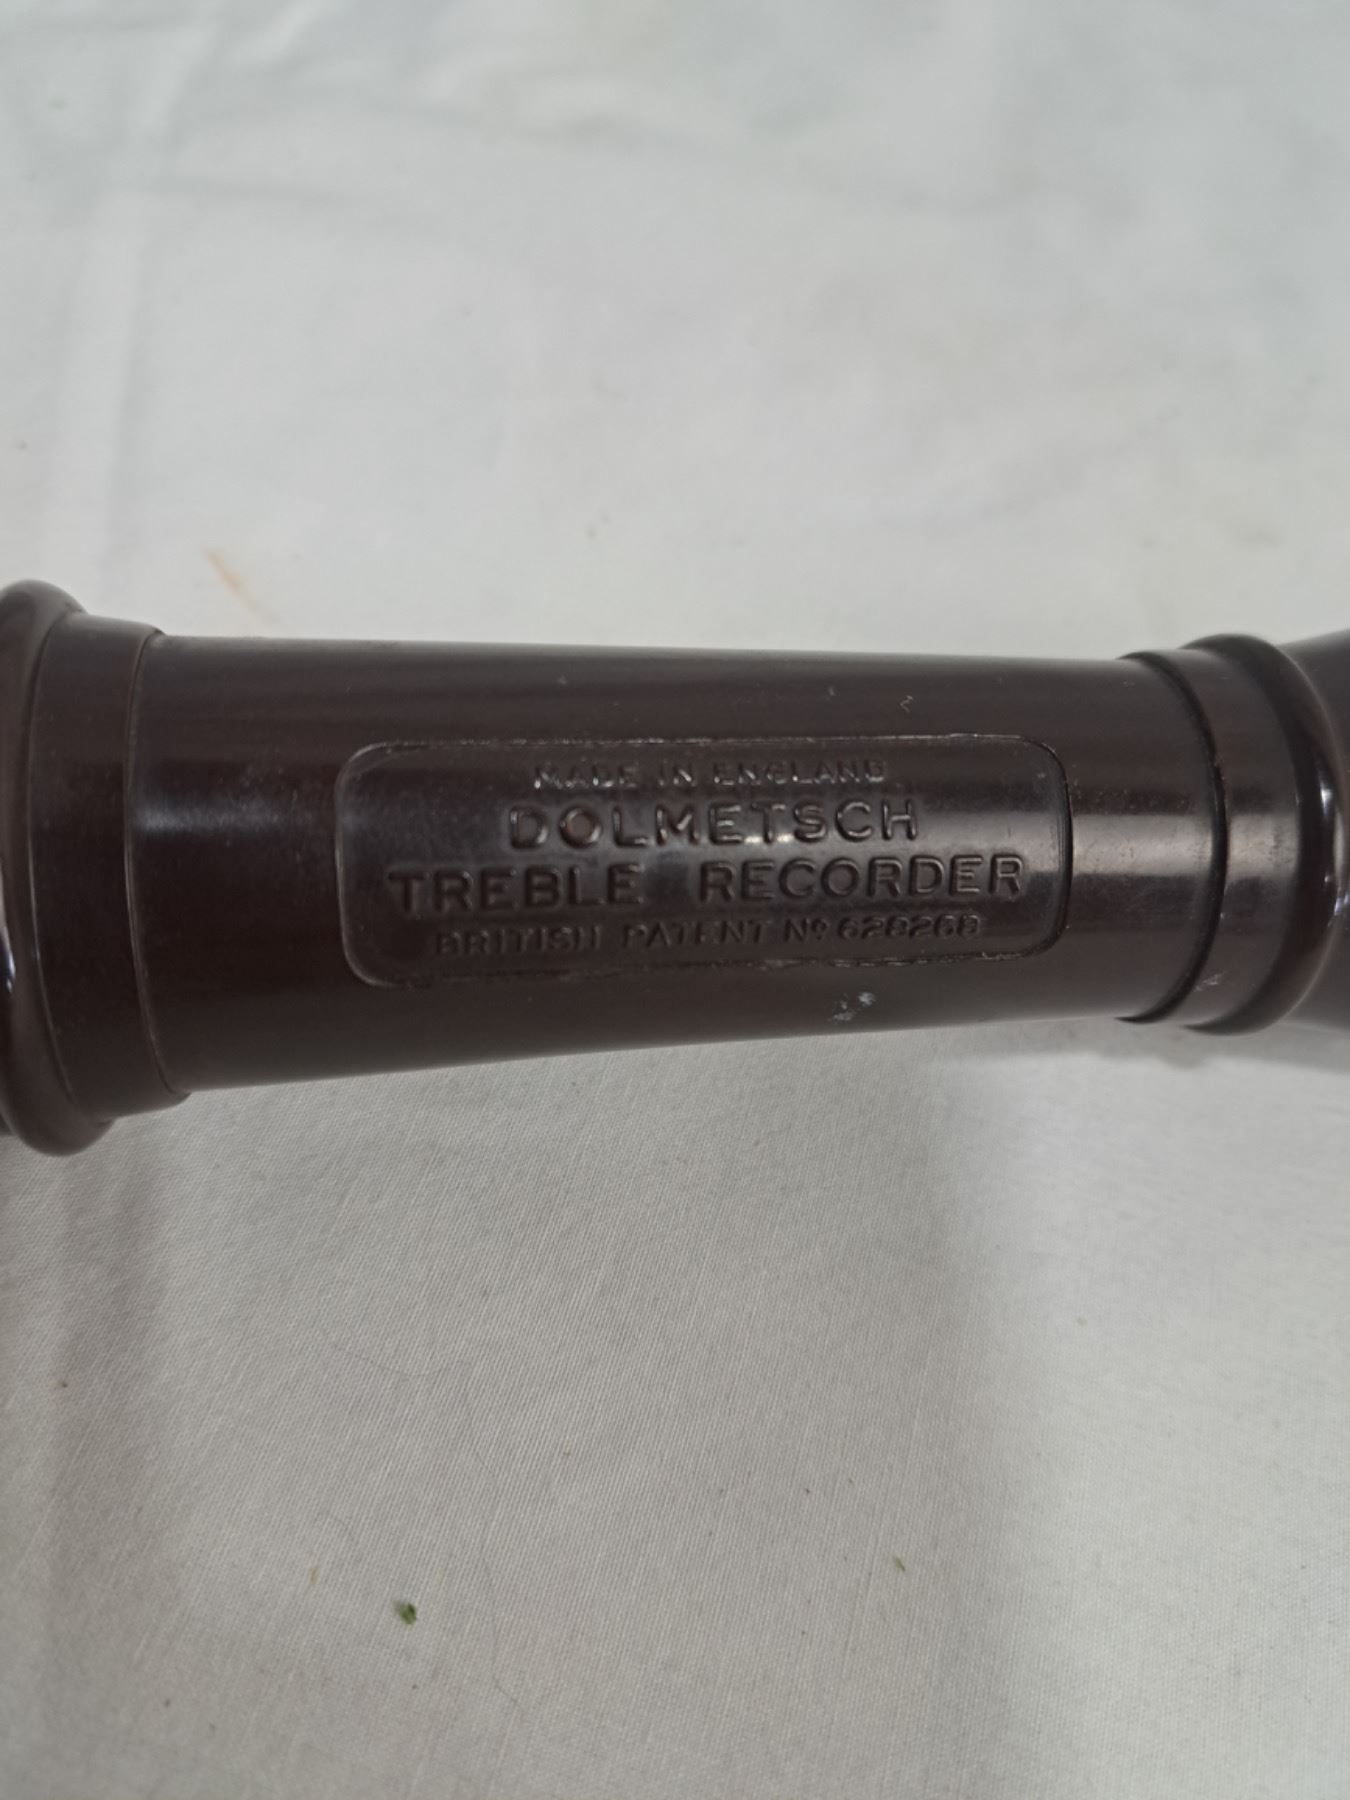 MADE IN ENGLAND
DOLMETSCH
TREBLE RECORDER
BRITISH PATENT Nº 628268